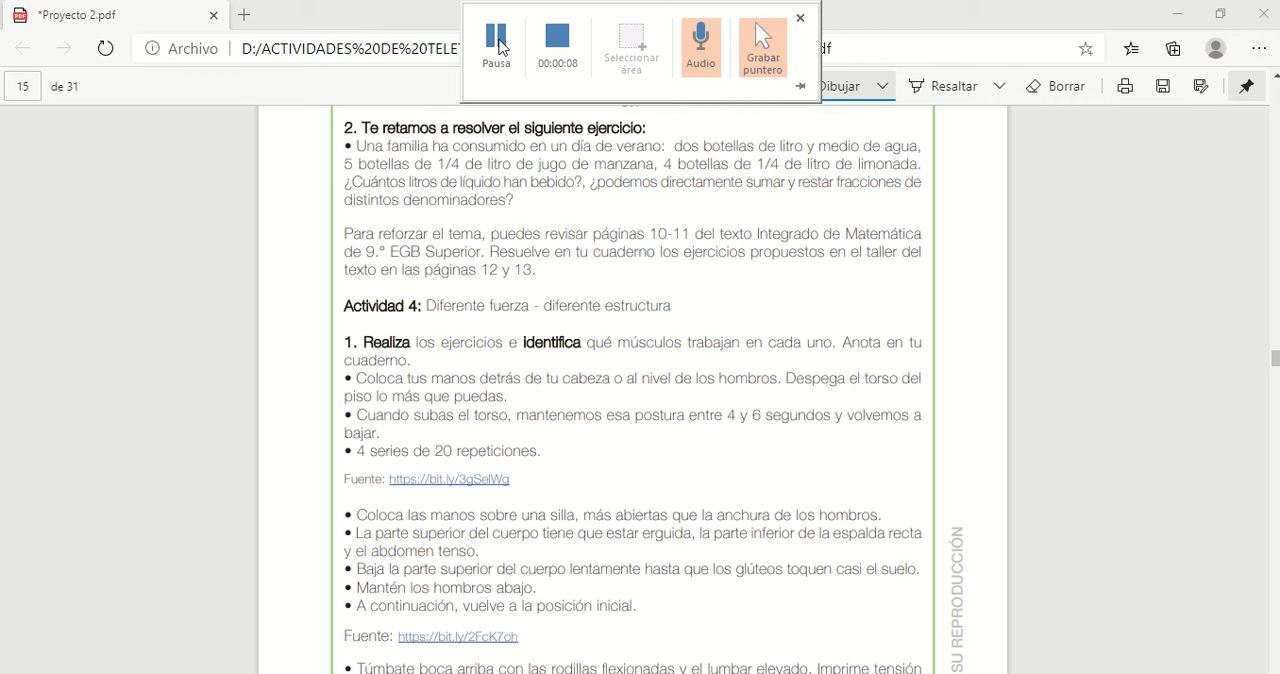 *Proyecto 2.pdf
Archivo
D:/ACTIVIDADES%20DE%20TELE
df
Pausa
00:00:08
Seleccionar
área
Audio
Grabar
puntero
15
de 31
Dibujar
Resaltar
Borrar
2. Te retamos a resolver el siguiente ejercicio:
• Una familia ha consumido en un día de verano: dos botellas de litro y medio de agua,
5 botellas de 1/4 de litro de jugo de manzana, 4 botellas de 1/4 de litro de limonada.
¿Cuántos litros de líquido han bebido?, ¿podemos directamente sumar y restar fracciones de
distintos denominadores?
Para reforzar el tema, puedes revisar páginas 10-11 del texto Integrado de Matemática
de 9.° EGB Superior. Resuelve en tu cuaderno los ejercicios propuestos en el taller del
texto en las páginas 12 y 13.
Actividad 4: Diferente fuerza - diferente estructura
1. Realiza los ejercicios e identifica qué músculos trabajan en cada uno. Anota en tu
cuaderno.
• Coloca tus manos detrás de tu cabeza o al nivel de los hombros. Despega el torso del
piso lo más que puedas.
• Cuando subas el torso, mantenemos esa postura entre 4 y 6 segundos y volvemos a
bajar.
• 4 series de 20 repeticiones.
Fuente: https://bit.ly/3gSelWg
• Coloca las manos sobre una silla, más abiertas que la anchura de los hombros.
• La parte superior del cuerpo tiene que estar erguida, la parte inferior de la espalda recta
y el abdomen tenso.
• Baja la parte superior del cuerpo lentamente hasta que los glúteos toquen casi el suelo.
• Mantén los hombros abajo.
• A continuación, vuelve a la posición inicial.
Fuente: https://bit.ly/2FcK7oh
• Túmbate boca arriba con las rodillas flexionadas y el lumbar elevado. Imprime tensión
SU REPRODUCCIÓN